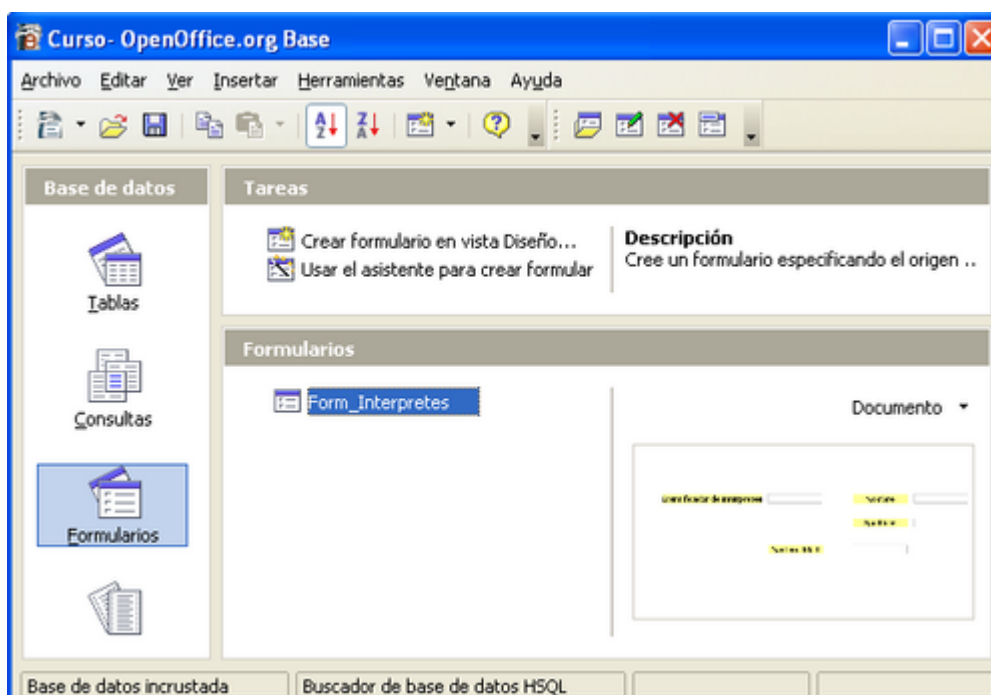 Curso- OpenOffice.org Base
Archivo Editar Ver Insertar Herramientas Ventana Ayuda
Base de datos
Tareas
Crear formulario en vista Diseño...
Usar el asistente para crear formular
Descripción
Cree un formulario especificando el origen ..
Tablas
Consultas
Formularios
Formularios
Form_Interpretes
Documento
Base de datos incrustada
Buscador de base de datos HSQL